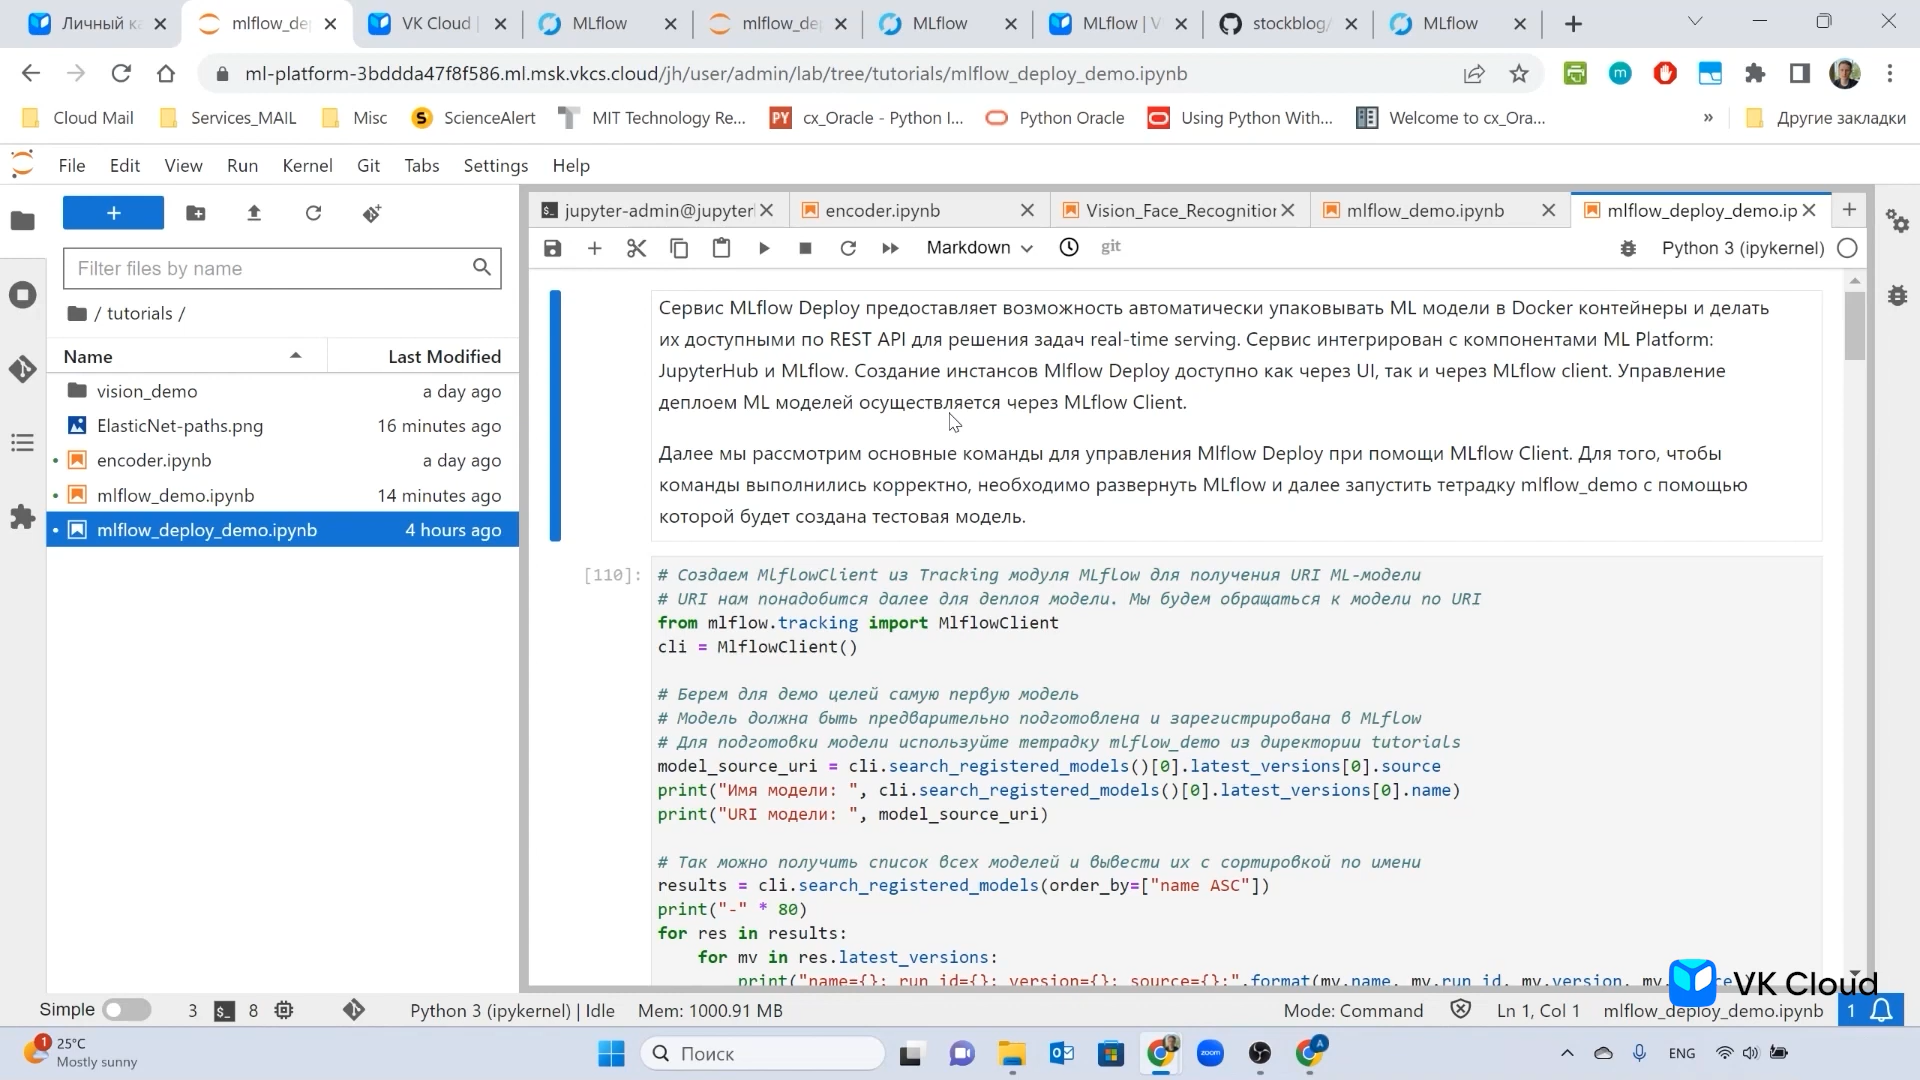 Личный ка
mlflow_de
VK Cloud |
MLflow
mlflow_de
MLflow
MLflow | V
stockblog/
MLflow
ml-platform-3bddda47f8f586.ml.msk.vkcs.cloud/jh/user/admin/lab/tree/tutorials/mlflow_deploy_demo.ipynb
Cloud Mail
Services_MAIL
Misc
ScienceAlert
MIT Technology Re...
cx_Oracle - Python I...
Python Oracle
Using Python With...
Welcome to cx_Ora...
»
Другие закладки
File Edit View Run Kernel Git Tabs Settings Help
Filter files by name
/ tutorials /
Name Last Modified
vision_demo a day ago
ElasticNet-paths.png 16 minutes ago
encoder.ipynb a day ago
mlflow_demo.ipynb 14 minutes ago
mlflow_deploy_demo.ipynb 4 hours ago
jupyter-admin@jupyter
encoder.ipynb
Vision_Face_Recognition
mlflow_demo.ipynb
mlflow_deploy_demo.ip
Markdown
git
Python 3 (ipykernel)
Сервис MLflow Deploy предоставляет возможность автоматически упаковывать ML модели в Docker контейнеры и делать
их доступными по REST API для решения задач real-time serving. Сервис интегрирован с компонентами ML Platform:
JupyterHub и MLflow. Создание инстансов Mlflow Deploy доступно как через UI, так и через MLflow client. Управление
деплоем ML моделей осуществляется через MLflow Client.
Далее мы рассмотрим основные команды для управления Mlflow Deploy при помощи MLflow Client. Для того, чтобы
команды выполнились корректно, необходимо развернуть MLflow и далее запустить тетрадку mlflow_demo с помощью
которой будет создана тестовая модель.
[110]:
# Создаем MlflowClient из Tracking модуля MLflow для получения URI ML-модели
# URI нам понадобится далее для деплоя модели. Мы будем обращаться к модели по URI
from mlflow.tracking import MlflowClient
cli = MlflowClient()
# Берем для демо целей самую первую модель
# Модель должна быть предварительно подготовлена и зарегистрирована в MLflow
# Для подготовки модели используйте тетрадку mlflow_demo из директории tutorials
model_source_uri = cli.search_registered_models()[0].latest_versions[0].source
print("Имя модели: ", cli.search_registered_models()[0].latest_versions[0].name)
print("URI модели: ", model_source_uri)
# Так можно получить список всех моделей и вывести их с сортировкой по имени
results = cli.search_registered_models(order_by=["name ASC"])
print("-" * 80)
for res in results:
for mv in res.latest_versions:
print("name={}; run_id={}; version={}; source={};".format(mv.name, mv.run_id, mv.version,
VK Cloud
Simple
3
8
Python 3 (ipykernel) | Idle
Mem: 1000.91 MB
Mode: Command
Ln 1, Col 1
mlflow_deploy_demo.ipynb
1
1
25°C
Mostly sunny
Поиск
zoom
A
ENG